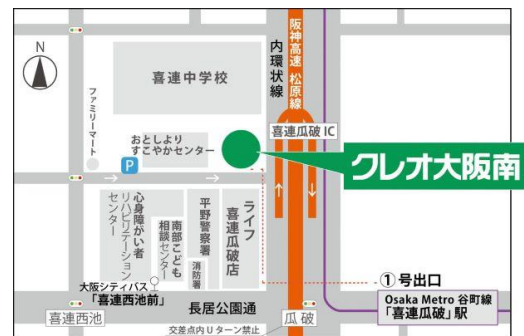 N
喜連中学校
ファミリーマート
おとしより
すこやかセンター
P
内環状線
阪神高速 松原線
喜連瓜破 IC
クレオ大阪南
心身障がい者
リハビリテーション
センター
南部こども
相談センター
平野警察署
消防署
ライフ
喜連瓜破店
大阪シティバス
「喜連西池前」
①号出口
Osaka Metro 谷町線
「喜連瓜破」駅
喜連西池
長居公園通
瓜破
交差点内Uターン禁止